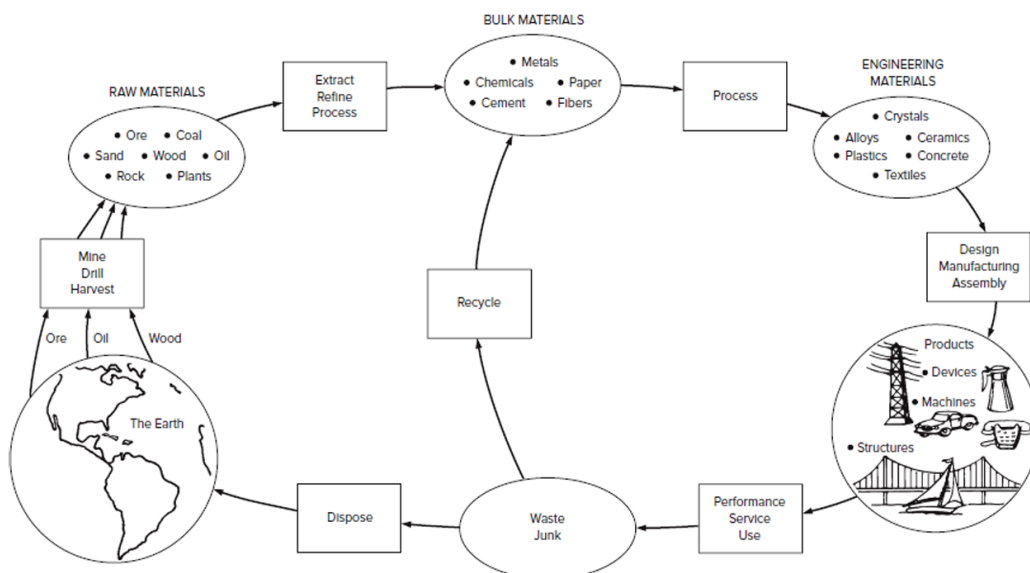 BULK MATERIALS
• Metals
• Chemicals • Paper
• Cement • Fibers
Extract
Refine
Process
Process
ENGINEERING
MATERIALS
• Crystals
• Alloys • Ceramics
• Plastics • Concrete
• Textiles
RAW MATERIALS
• Ore • Coal
• Sand • Wood • Oil
• Rock • Plants
Mine
Drill
Harvest
Ore Oil Wood
The Earth
Recycle
Design
Manufacturing
Assembly
Products
• Devices
• Machines
• Structures
Performance
Service
Use
Waste
Junk
Dispose